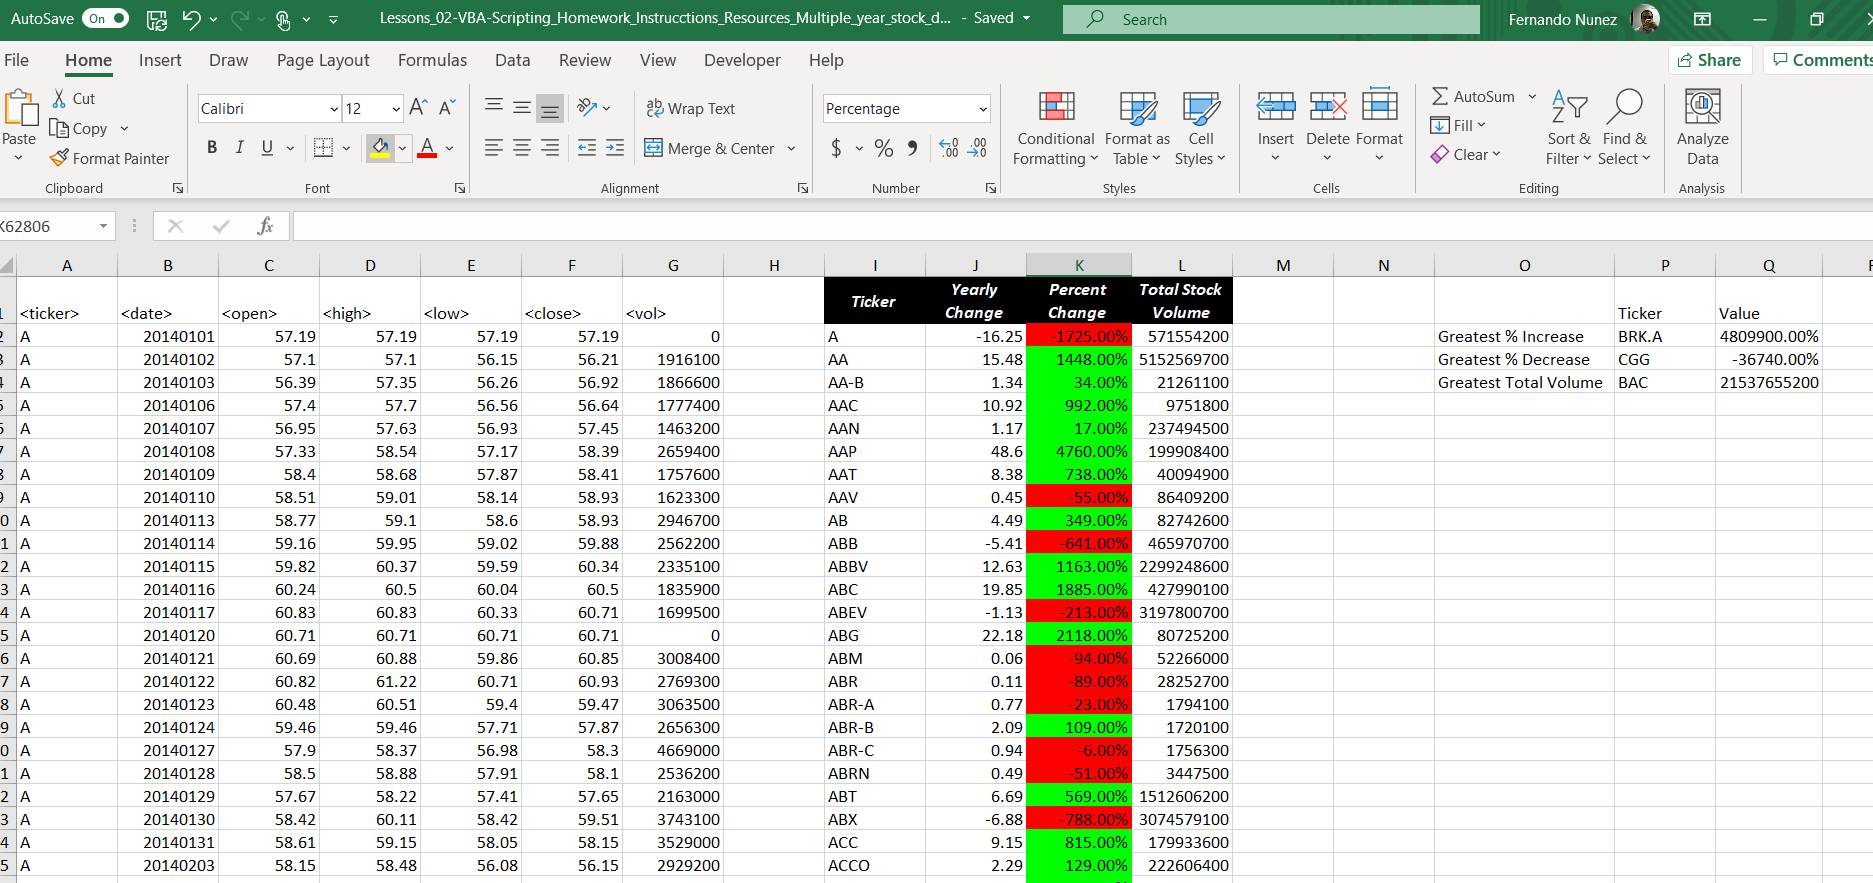 AutoSave On Lessons_02-VBA-Scripting_Homework_Instrucctions_Resources_Multiple_year_stock_d... - Saved Search Fernando Nunez
File Home Insert Draw Page Layout Formulas Data Review View Developer Help Share Comments
Cut
Copy
Format Painter
Paste
Clipboard
Calibri 12
B I U
Font
Wrap Text
Merge & Center
Alignment
Percentage
$ % 9 .00
Number
Conditional Formatting
Format as Table
Cell Styles
Styles
Insert Delete Format
Cells
AutoSum
Fill
Clear
Sort & Filter
Find & Select
Editing
Analyze Data
Analysis
K62806 fx
A B C D E F G H I J K L M N O P Q
<ticker> <date> <open> <high> <low> <close> <vol> Ticker Yearly Change Percent Change Total Stock Volume Ticker Value
2 A 20140101 57.19 57.19 57.19 57.19 0 A -16.25 -1725.00% 571554200 Greatest % Increase BRK.A 4809900.00%
3 A 20140102 57.1 57.1 56.15 56.21 1916100 AA 15.48 1448.00% 5152569700 Greatest % Decrease CGG -36740.00%
4 A 20140103 56.39 57.35 56.26 56.92 1866600 AA-B 1.34 34.00% 21261100 Greatest Total Volume BAC 21537655200
5 A 20140106 57.4 57.7 56.56 56.64 1777400 AAC 10.92 992.00% 9751800
6 A 20140107 56.95 57.63 56.93 57.45 1463200 AAN 1.17 17.00% 237494500
7 A 20140108 57.33 58.54 57.17 58.39 2659400 AAP 48.6 4760.00% 199908400
8 A 20140109 58.4 58.68 57.87 58.41 1757600 AAT 8.38 738.00% 40094900
9 A 20140110 58.51 59.01 58.14 58.93 1623300 AAV 0.45 -55.00% 86409200
0 A 20140113 58.77 59.1 58.6 58.93 2946700 AB 4.49 349.00% 82742600
1 A 20140114 59.16 59.95 59.02 59.88 2562200 ABB -5.41 -641.00% 465970700
2 A 20140115 59.82 60.37 59.59 60.34 2335100 ABBV 12.63 1163.00% 2299248600
3 A 20140116 60.24 60.5 60.04 60.5 1835900 ABC 19.85 1885.00% 427990100
4 A 20140117 60.83 60.83 60.33 60.71 1699500 ABEV -1.13 -213.00% 3197800700
5 A 20140120 60.71 60.71 60.71 60.71 0 ABG 22.18 2118.00% 80725200
6 A 20140121 60.69 60.88 59.86 60.85 3008400 ABM 0.06 -94.00% 52266000
7 A 20140122 60.82 61.22 60.71 60.93 2769300 ABR 0.11 -89.00% 28252700
8 A 20140123 60.48 60.51 59.4 59.47 3063500 ABR-A 0.77 -23.00% 1794100
9 A 20140124 59.46 59.46 57.71 57.87 2656300 ABR-B 2.09 109.00% 1720100
0 A 20140127 57.9 58.37 56.98 58.3 4669000 ABR-C 0.94 -6.00% 1756300
1 A 20140128 58.5 58.88 57.91 58.1 2536200 ABRN 0.49 -51.00% 3447500
2 A 20140129 57.67 58.22 57.41 57.65 2163000 ABT 6.69 569.00% 1512606200
3 A 20140130 58.42 60.11 58.42 59.51 3743100 ABX -6.88 -788.00% 3074579100
4 A 20140131 58.61 59.15 58.05 58.15 3529000 ACC 9.15 815.00% 179933600
5 A 20140203 58.15 58.48 56.08 56.15 2929200 ACCO 2.29 129.00% 222606400